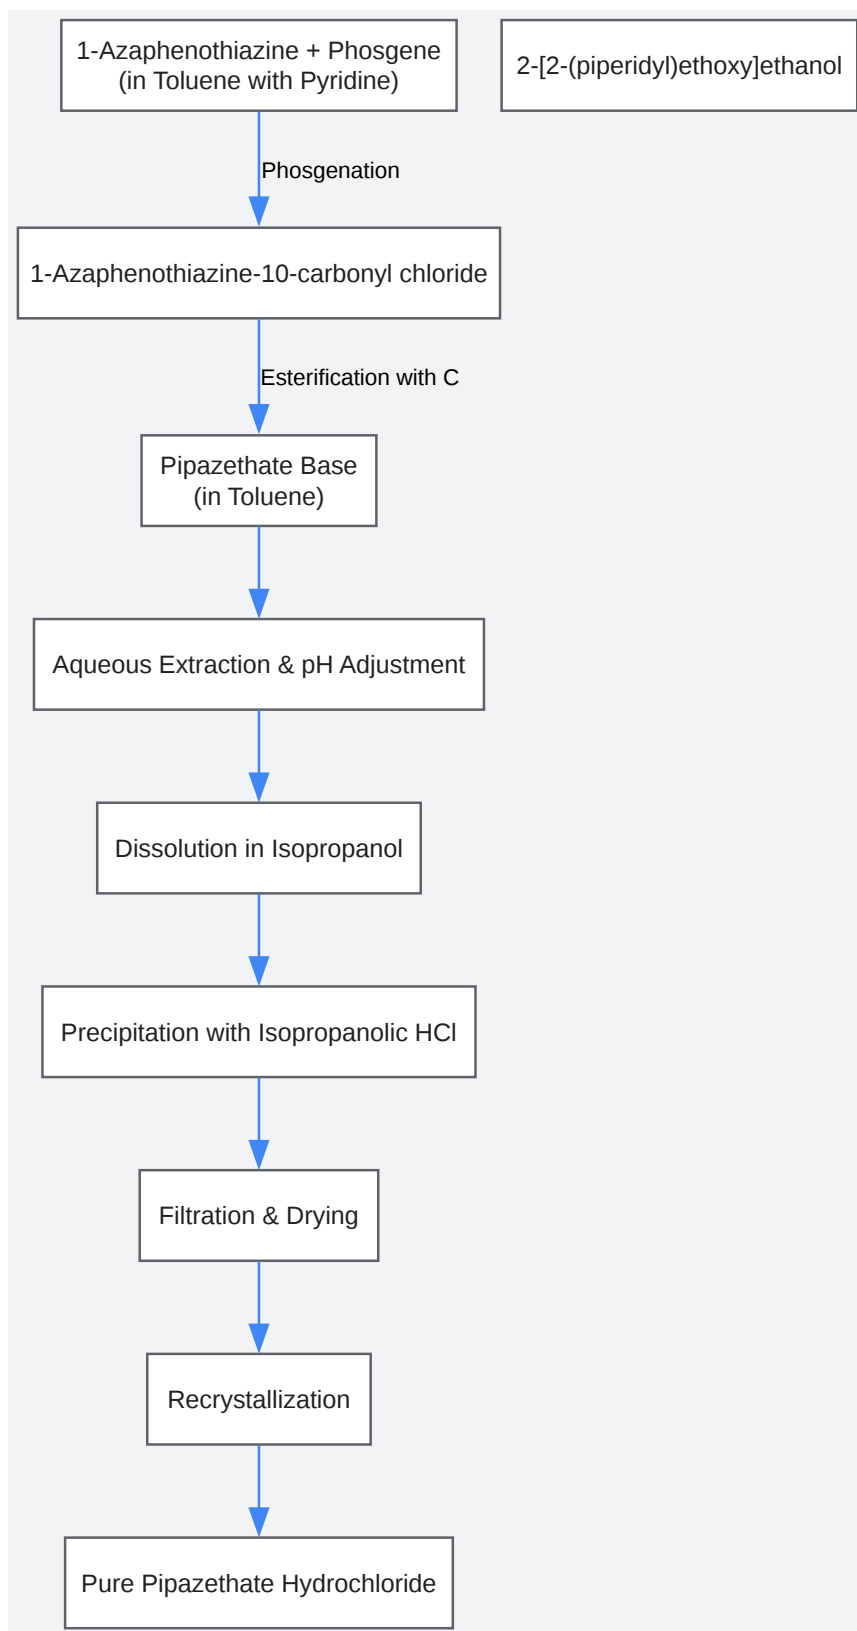 1-Azaphenothiazine + Phosgene
(in Toluene with Pyridine)
2-[2-(piperidyl)ethoxy]ethanol
Phosgenation
1-Azaphenothiazine-10-carbonyl chloride
Esterification with C
Pipazethate Base
(in Toluene)
Aqueous Extraction & pH Adjustment
Dissolution in Isopropanol
Precipitation with Isopropanolic HCl
Filtration & Drying
Recrystallization
Pure Pipazethate Hydrochloride